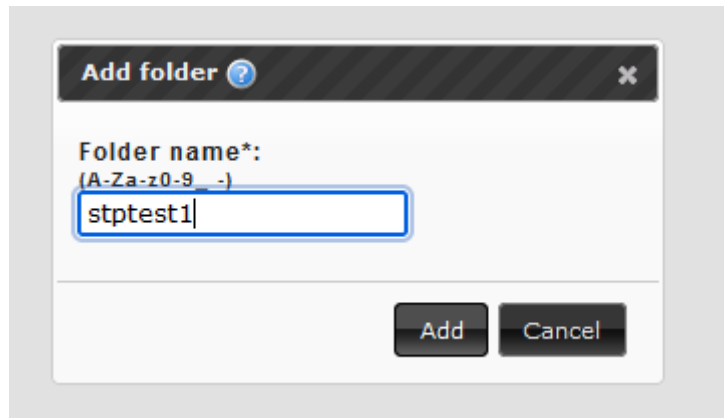 Add folder
Folder name*:
(A-Za-z0-9_ -)
stptest1
Add Cancel